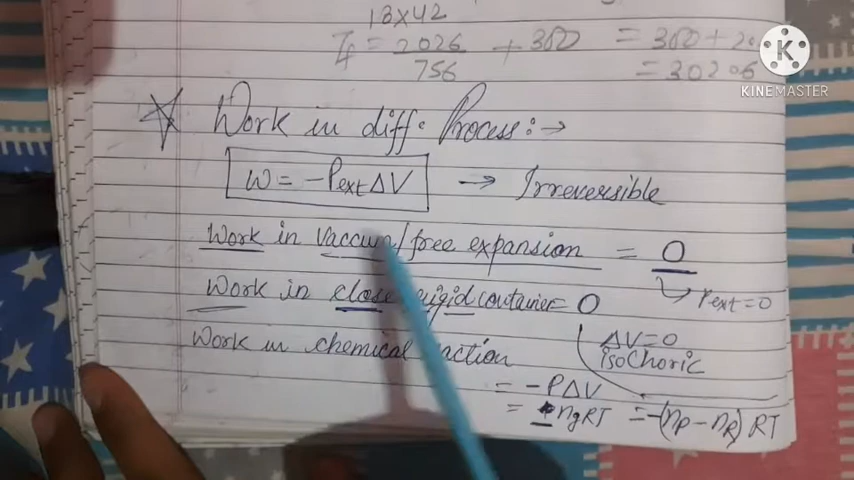 13x42
T4 = 2026 / 756 + 300 = 300 + 2.0
= 302.6
KINEMASTER
Work in diff. Process :→
W = -Pext ΔV → Irreversible
Work in vaccum/free expansion = 0
→ Pext = 0
Work in close rigid container = 0
ΔV = 0
isoChoric
Work in chemical
= -PΔV
= ngRT = -(nP - nR) RT